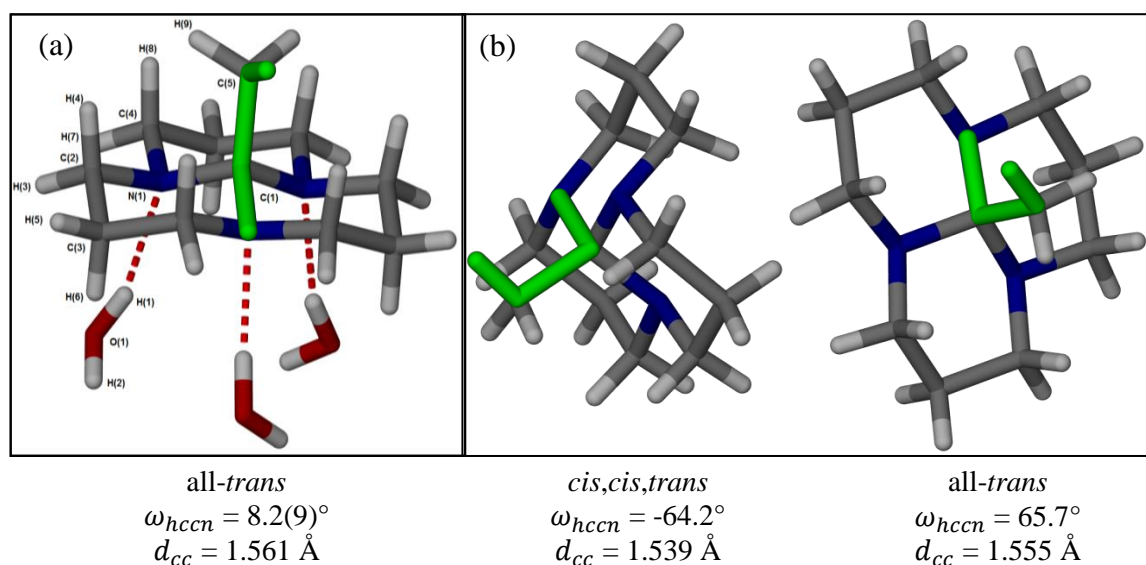 (a)
H(9)
H(8)
C(5)
H(4)
C(4)
H(7)
C(2)
H(3)
N(1)
C(1)
H(5)
C(3)
H(6)
H(1)
O(1)
H(2)
(b)
all-trans
ω_hccn = 8.2(9)°
d_cc = 1.561 Å
cis,cis,trans
ω_hccn = -64.2°
d_cc = 1.539 Å
all-trans
ω_hccn = 65.7°
d_cc = 1.555 Å